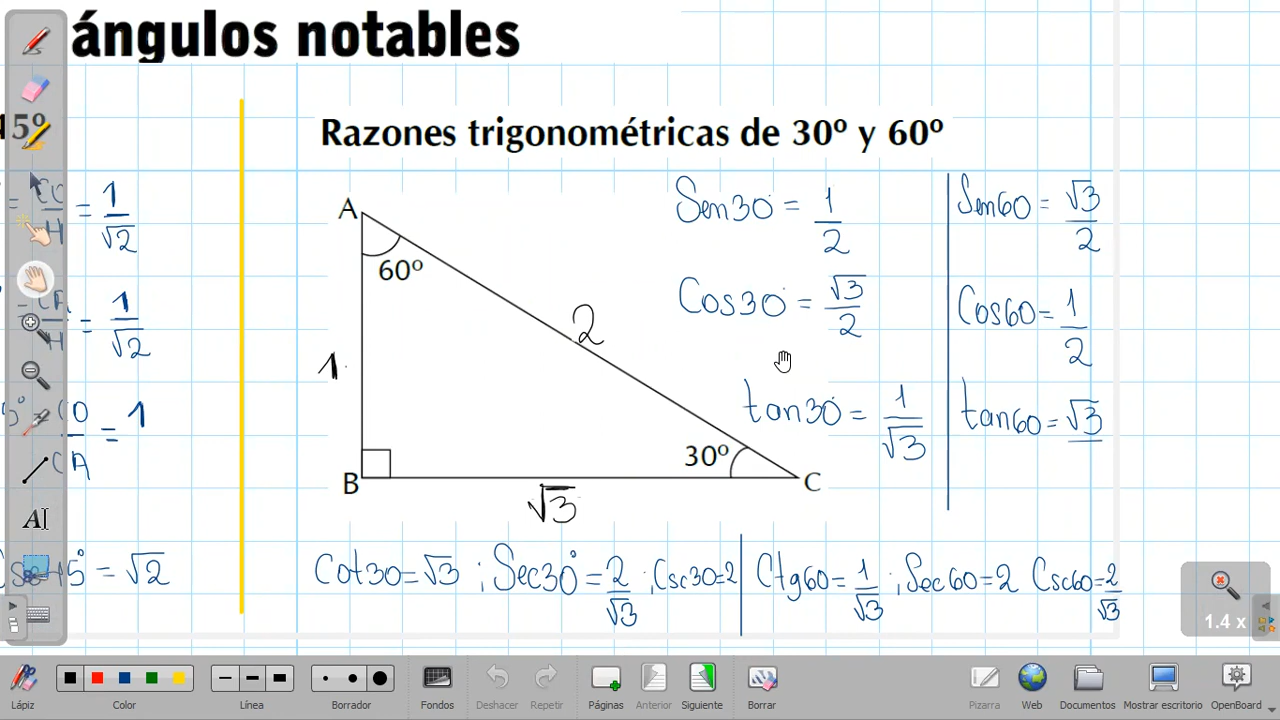 ángulos notables
5º
Razones trigonométricas de 30º y 60º
= 1/√2
= 1/√2
= 1
CA
= √2
A
60º
2
1
B
30º
C
√3
Sen30° = 1/2
Cos30° = √3/2
tan30° = 1/√3
Sen60 = √3/2
Cos60 = 1/2
tan60 = √3
Cot30 = √3 ; Sec30° = 2/√3 ; Csc30=2
Ctg60 = 1/√3 ; Sec60 = 2 Csc60 = 2/√3
1.4 x
Lápiz
Color
Línea
Borrador
Fondos
Deshacer
Repetir
Páginas
Anterior
Siguiente
Borrar
Pizarra
Web
Documentos
Mostrar escritorio
OpenBoard